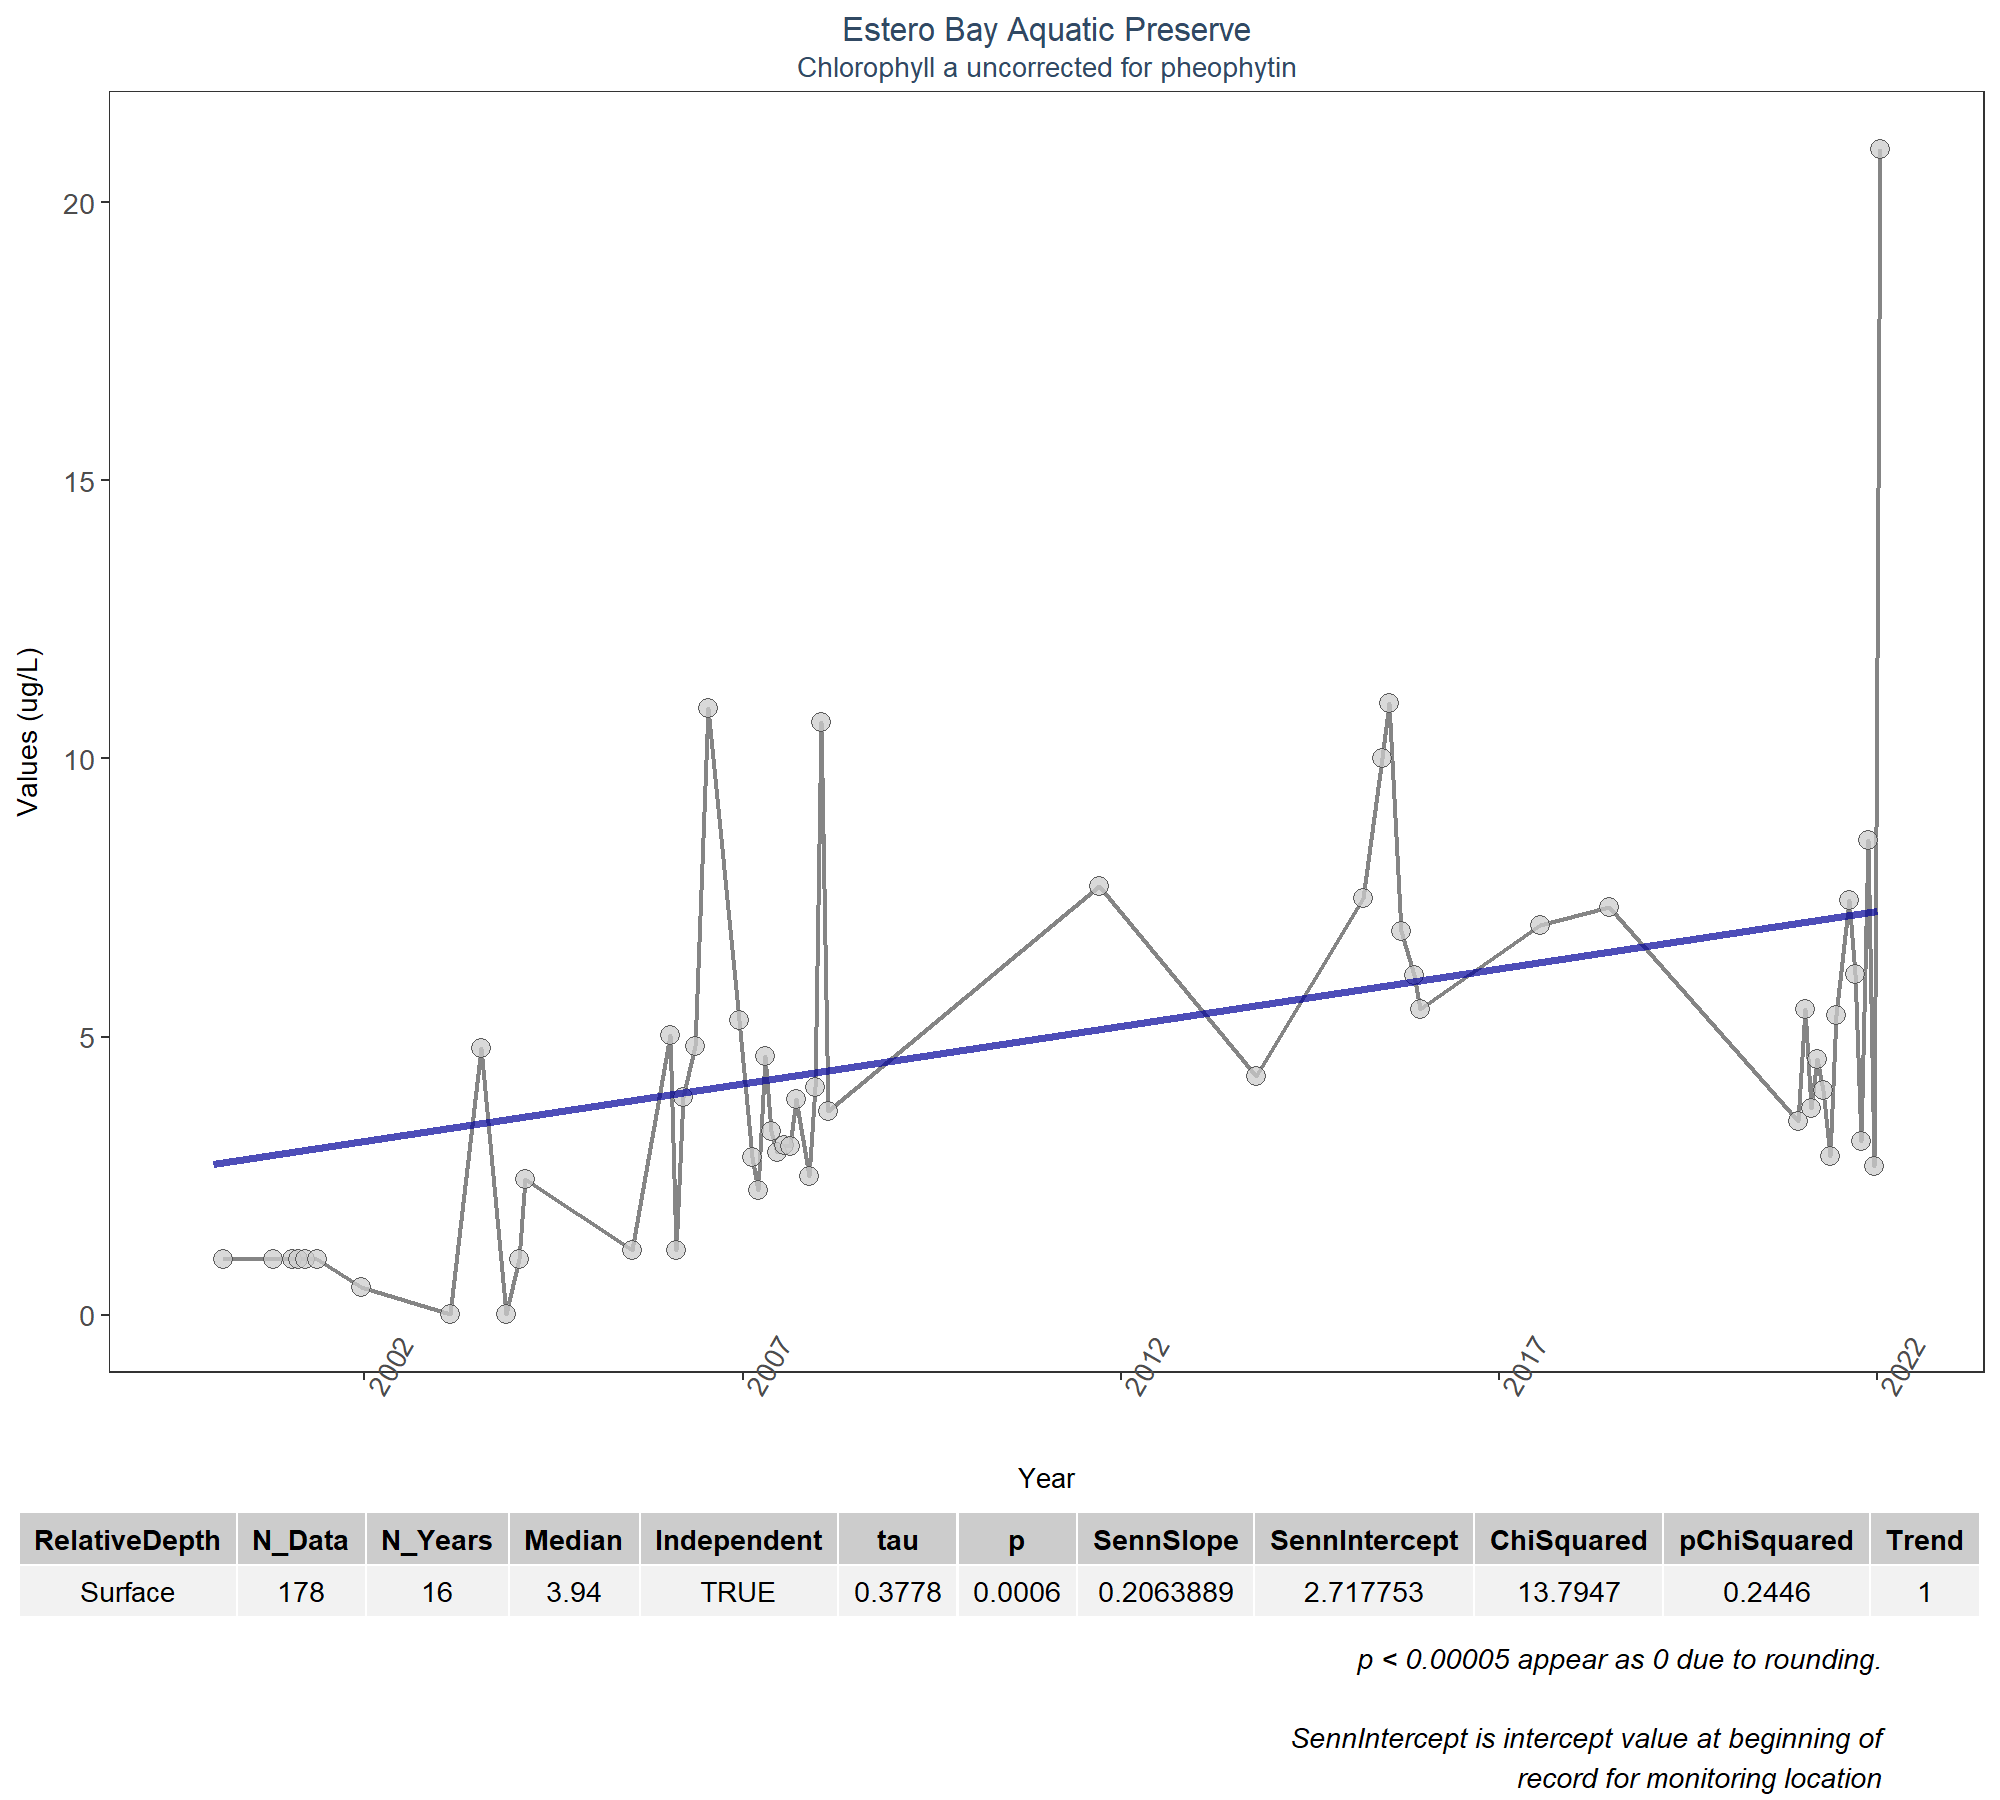 Estero Bay Aquatic Preserve
Chlorophyll a uncorrected for pheophytin
Values (ug/L)
20
15
10
5
0
2002 2007 2012 2017 2022
Year
RelativeDepth N_Data N_Years Median Independent tau p SennSlope SennIntercept ChiSquared pChiSquared Trend
Surface 178 16 3.94 TRUE 0.3778 0.0006 0.2063889 2.717753 13.7947 0.2446 1
p < 0.00005 appear as 0 due to rounding.
SennIntercept is intercept value at beginning of
record for monitoring location